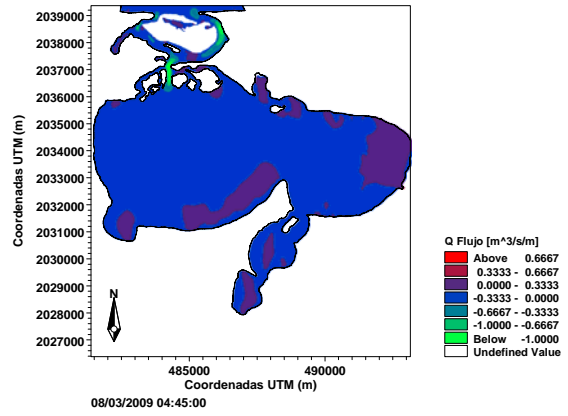 2039000
2038000
2037000
2036000
2035000
2034000
2033000
2032000
2031000
2030000
2029000
2028000
2027000
Coordenadas UTM (m)
N
485000
490000
Coordenadas UTM (m)
08/03/2009 04:45:00
Q Flujo [m^3/s/m]
Above 0.6667
0.3333 - 0.6667
0.0000 - 0.3333
-0.3333 - 0.0000
-0.6667 - -0.3333
-1.0000 - -0.6667
Below -1.0000
Undefined Value